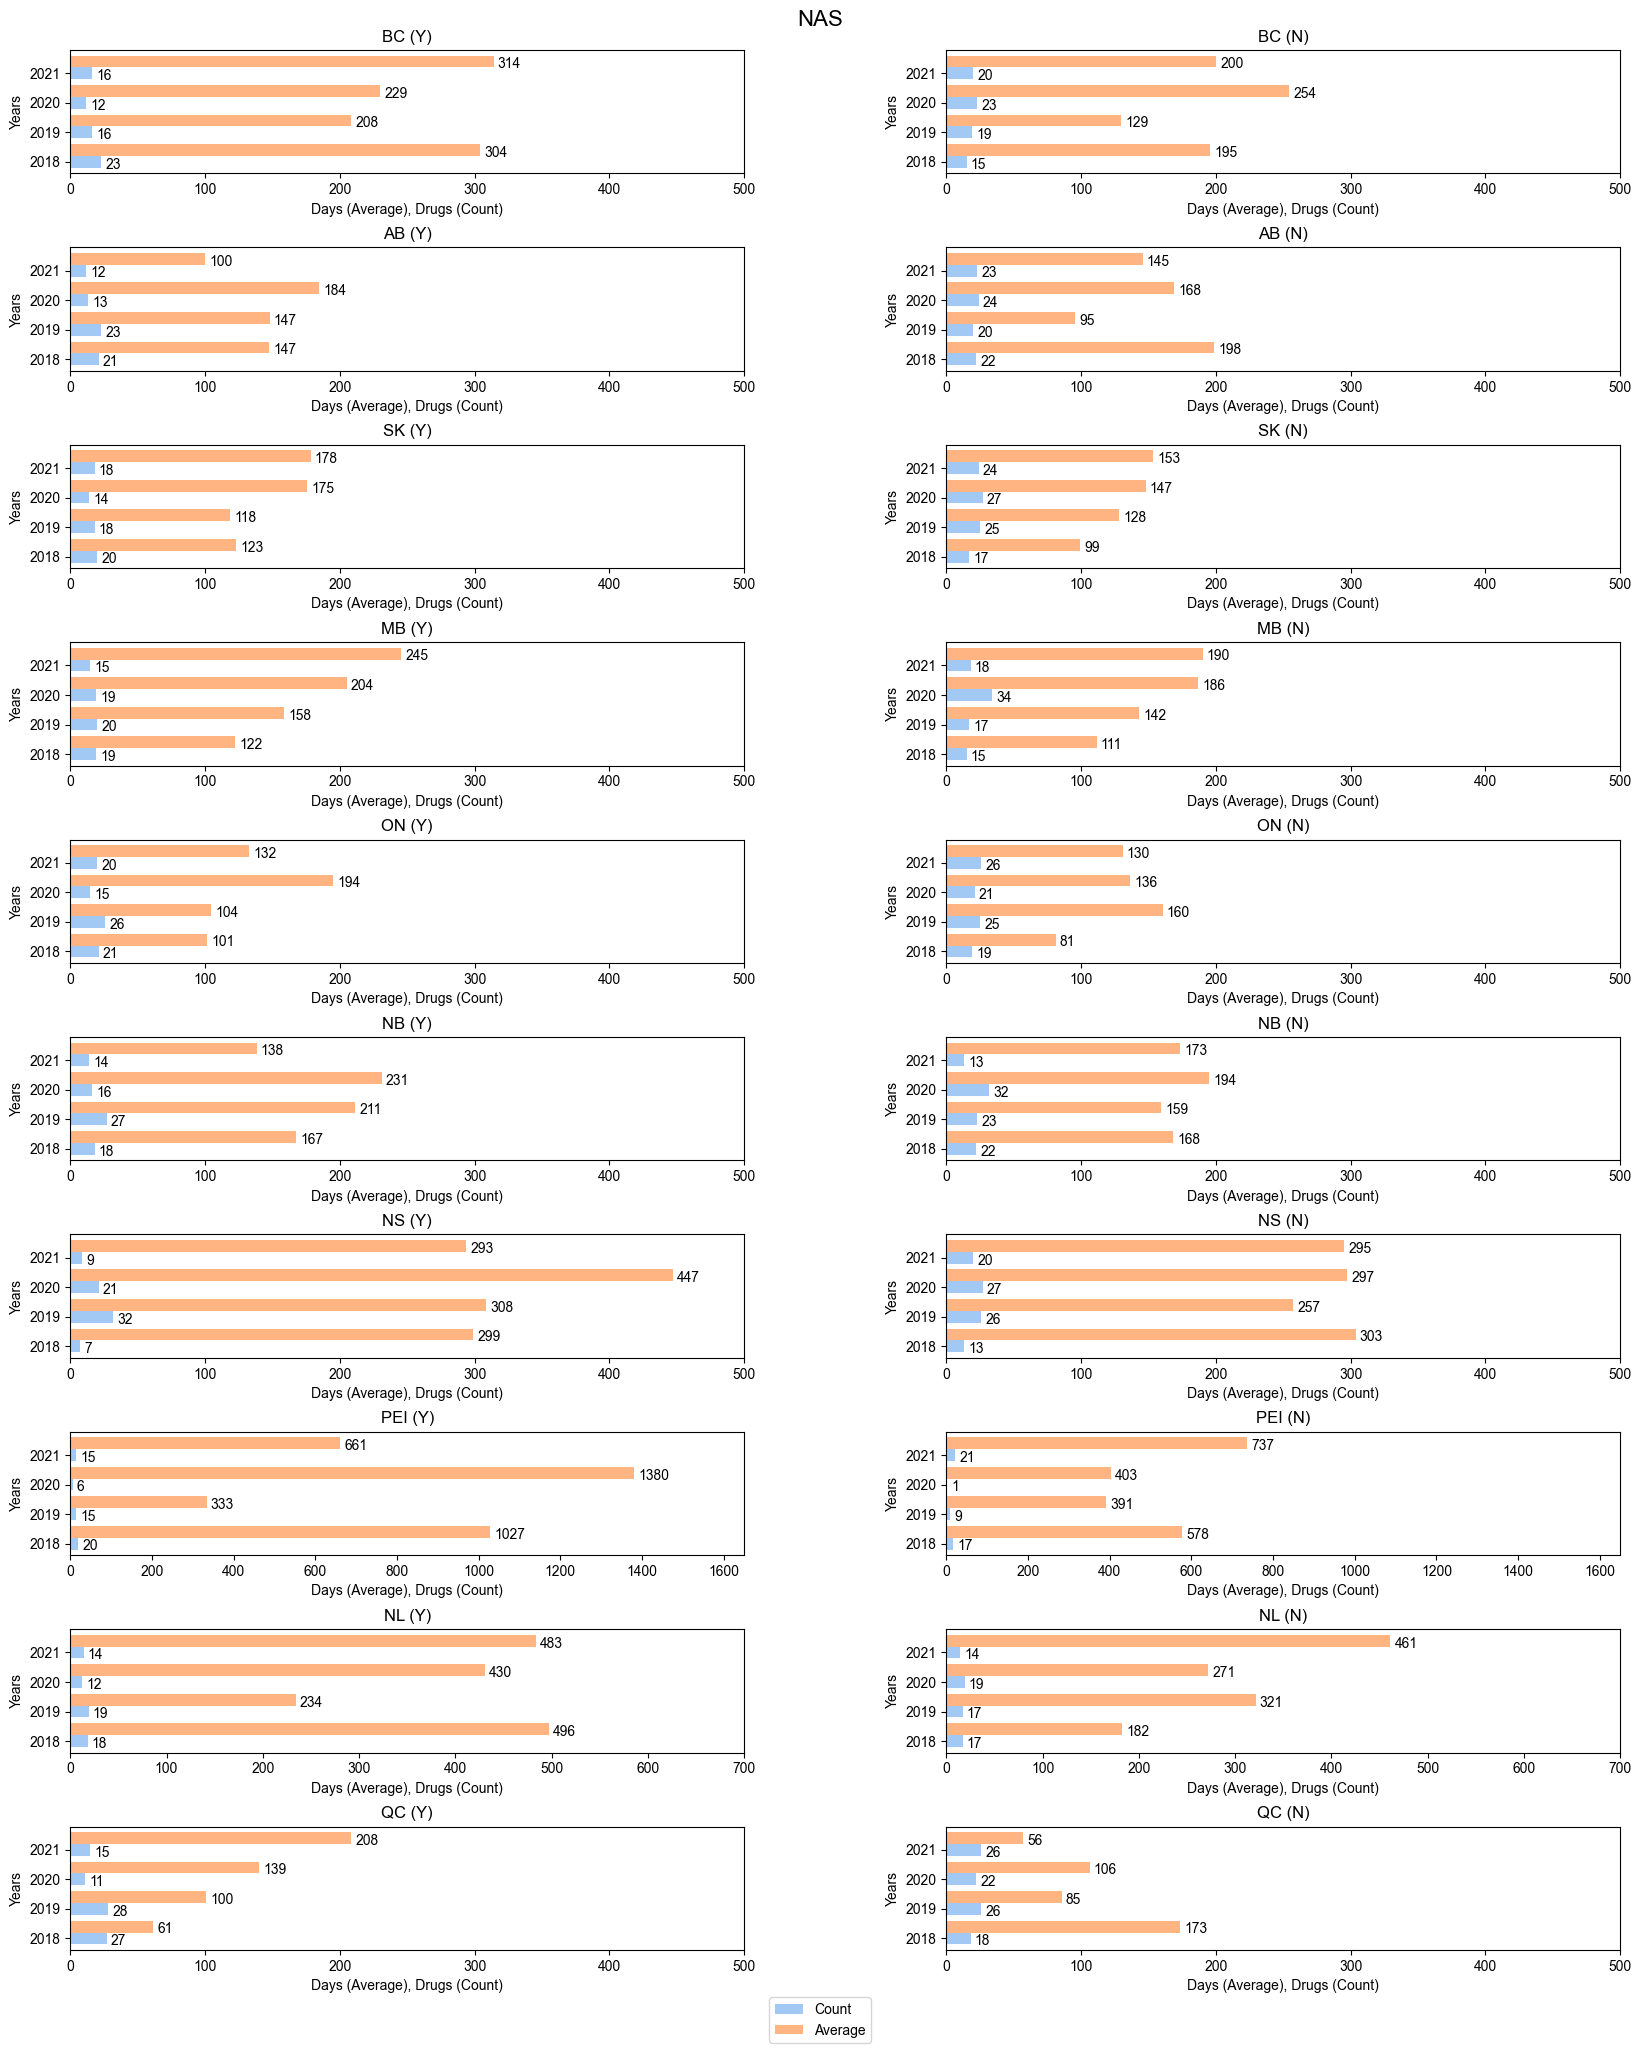 NAS
BC (Y)
Years
2021
314
16
2020
229
12
2019
208
16
2018
304
23
0 100 200 300 400 500
Days (Average), Drugs (Count)
BC (N)
Years
2021
200
20
2020
254
23
2019
129
19
2018
195
15
0 100 200 300 400 500
Days (Average), Drugs (Count)
AB (Y)
Years
2021
100
12
2020
184
13
2019
147
23
2018
147
21
0 100 200 300 400 500
Days (Average), Drugs (Count)
AB (N)
Years
2021
145
23
2020
168
24
2019
95
20
2018
198
22
0 100 200 300 400 500
Days (Average), Drugs (Count)
SK (Y)
Years
2021
178
18
2020
175
14
2019
118
18
2018
123
20
0 100 200 300 400 500
Days (Average), Drugs (Count)
SK (N)
Years
2021
153
24
2020
147
27
2019
128
25
2018
99
17
0 100 200 300 400 500
Days (Average), Drugs (Count)
MB (Y)
Years
2021
245
15
2020
204
19
2019
158
20
2018
122
19
0 100 200 300 400 500
Days (Average), Drugs (Count)
MB (N)
Years
2021
190
18
2020
186
34
2019
142
17
2018
111
15
0 100 200 300 400 500
Days (Average), Drugs (Count)
ON (Y)
Years
2021
132
20
2020
194
15
2019
104
26
2018
101
21
0 100 200 300 400 500
Days (Average), Drugs (Count)
ON (N)
Years
2021
130
26
2020
136
21
2019
160
25
2018
81
19
0 100 200 300 400 500
Days (Average), Drugs (Count)
NB (Y)
Years
2021
138
14
2020
231
16
2019
211
27
2018
167
18
0 100 200 300 400 500
Days (Average), Drugs (Count)
NB (N)
Years
2021
173
13
2020
194
32
2019
159
23
2018
168
22
0 100 200 300 400 500
Days (Average), Drugs (Count)
NS (Y)
Years
2021
293
9
2020
447
21
2019
308
32
2018
299
7
0 100 200 300 400 500
Days (Average), Drugs (Count)
NS (N)
Years
2021
295
20
2020
297
27
2019
257
26
2018
303
13
0 100 200 300 400 500
Days (Average), Drugs (Count)
PEI (Y)
Years
2021
661
15
2020
1380
6
2019
333
15
2018
1027
20
0 200 400 600 800 1000 1200 1400 1600
Days (Average), Drugs (Count)
PEI (N)
Years
2021
737
21
2020
403
1
2019
391
9
2018
578
17
0 200 400 600 800 1000 1200 1400 1600
Days (Average), Drugs (Count)
NL (Y)
Years
2021
483
14
2020
430
12
2019
234
19
2018
496
18
0 100 200 300 400 500 600 700
Days (Average), Drugs (Count)
NL (N)
Years
2021
461
14
2020
271
19
2019
321
17
2018
182
17
0 100 200 300 400 500 600 700
Days (Average), Drugs (Count)
QC (Y)
Years
2021
208
15
2020
139
11
2019
100
28
2018
61
27
0 100 200 300 400 500
Days (Average), Drugs (Count)
QC (N)
Years
2021
56
26
2020
106
22
2019
85
26
2018
173
18
0 100 200 300 400 500
Days (Average), Drugs (Count)
Count
Average